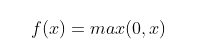 f(x) = max(0, x)